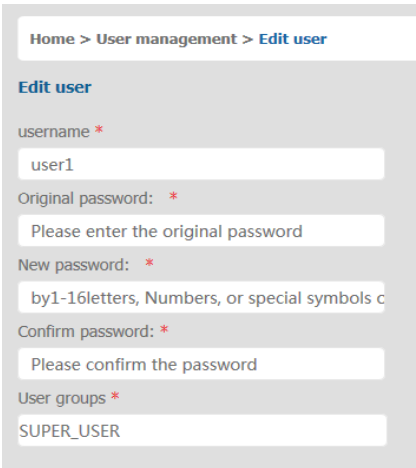 Home > User management > Edit user
Edit user
username *
user1
Original password: *
Please enter the original password
New password: *
by1-16letters, Numbers, or special symbols c
Confirm password: *
Please confirm the password
User groups *
SUPER_USER